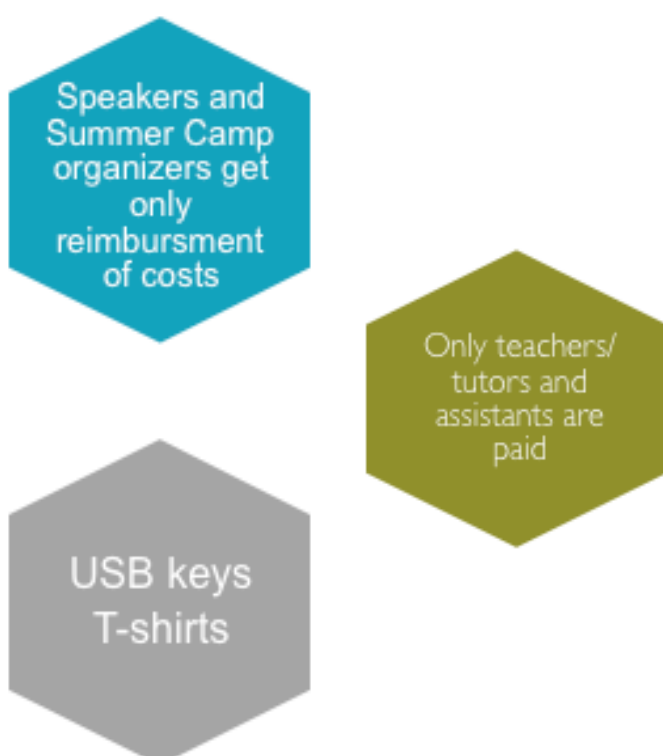 Speakers and
Summer Camp
organizers get
only
reimbursment
of costs
Only teachers/
tutors and
assistants are
paid
USB keys
T-shirts